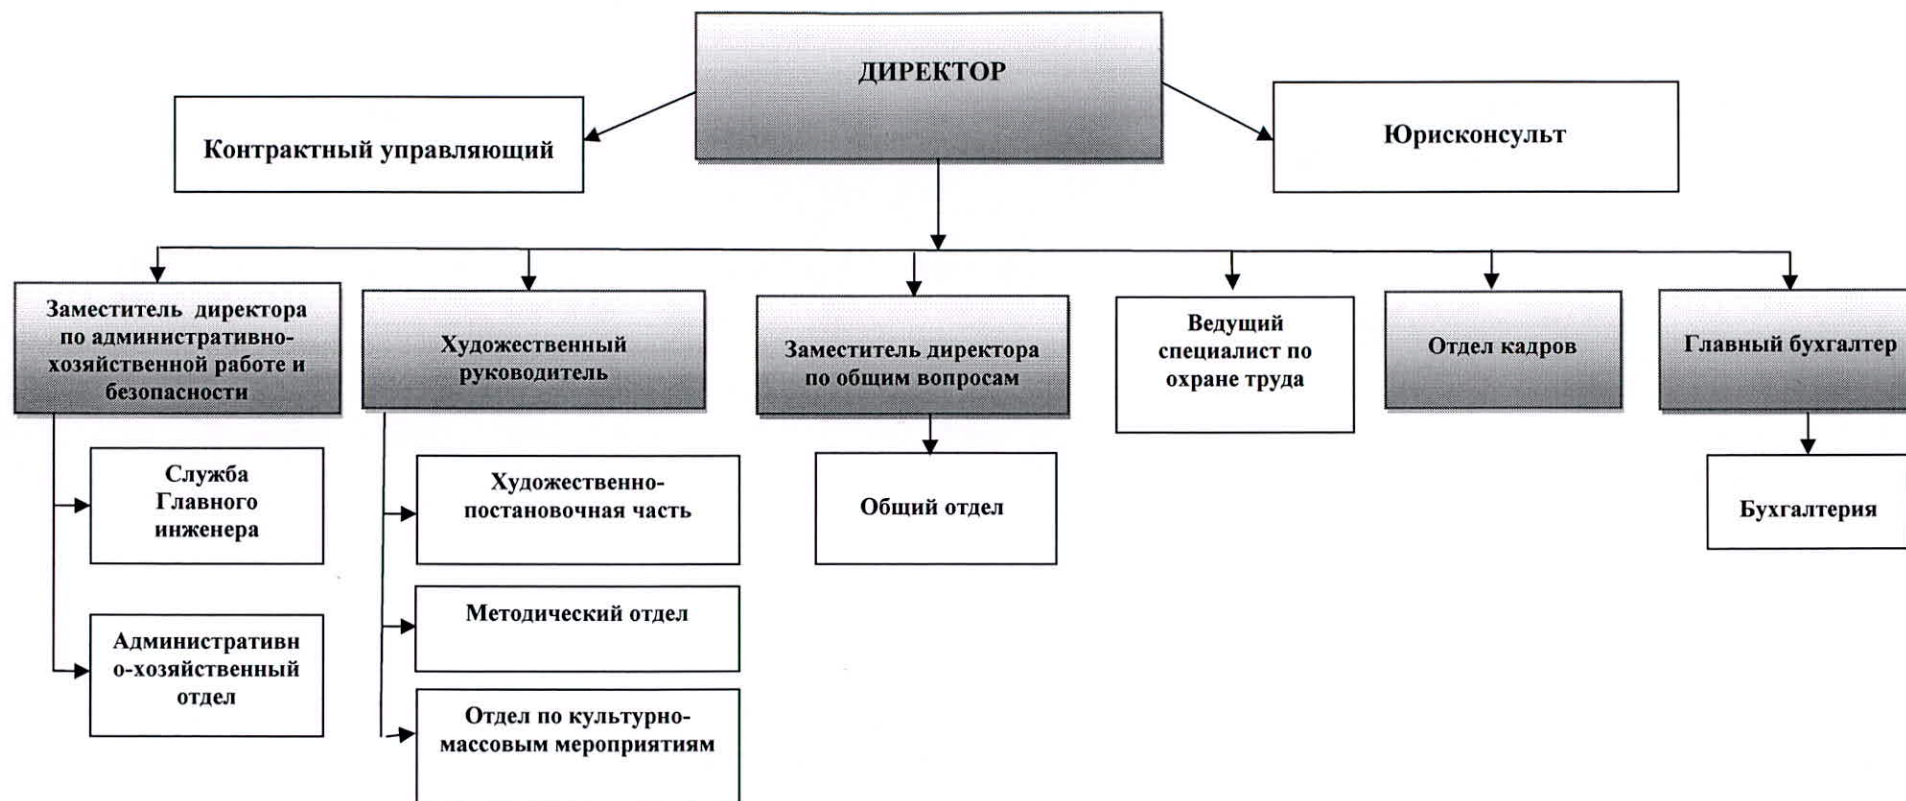 ДИРЕКТОР
Контрактный управляющий
Юрисконсульт
Заместитель директора
по административно-
хозяйственной работе и
безопасности
Художественный
руководитель
Заместитель директора
по общим вопросам
Ведущий
специалист по
охране труда
Отдел кадров
Главный бухгалтер
Служба
Главного
инженера
Административн
о-хозяйственный
отдел
Художественно-
постановочная часть
Методический отдел
Отдел по культурно-
массовым мероприятиям
Общий отдел
Бухгалтерия